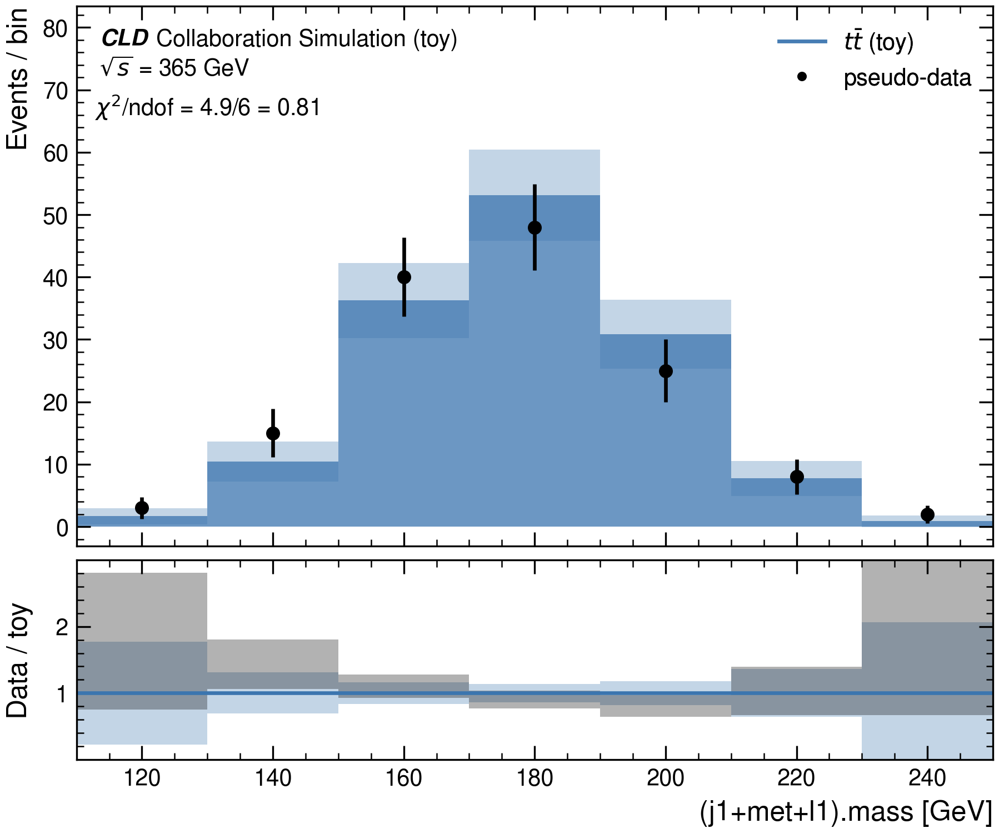 Events / bin
80
70
60
50
40
30
20
10
0
CLD Collaboration Simulation (toy)
√s = 365 GeV
χ²/ndof = 4.9/6 = 0.81
tt̄ (toy)
pseudo-data
Data / toy
2
1
120 140 160 180 200 220 240
(j1+met+l1).mass [GeV]